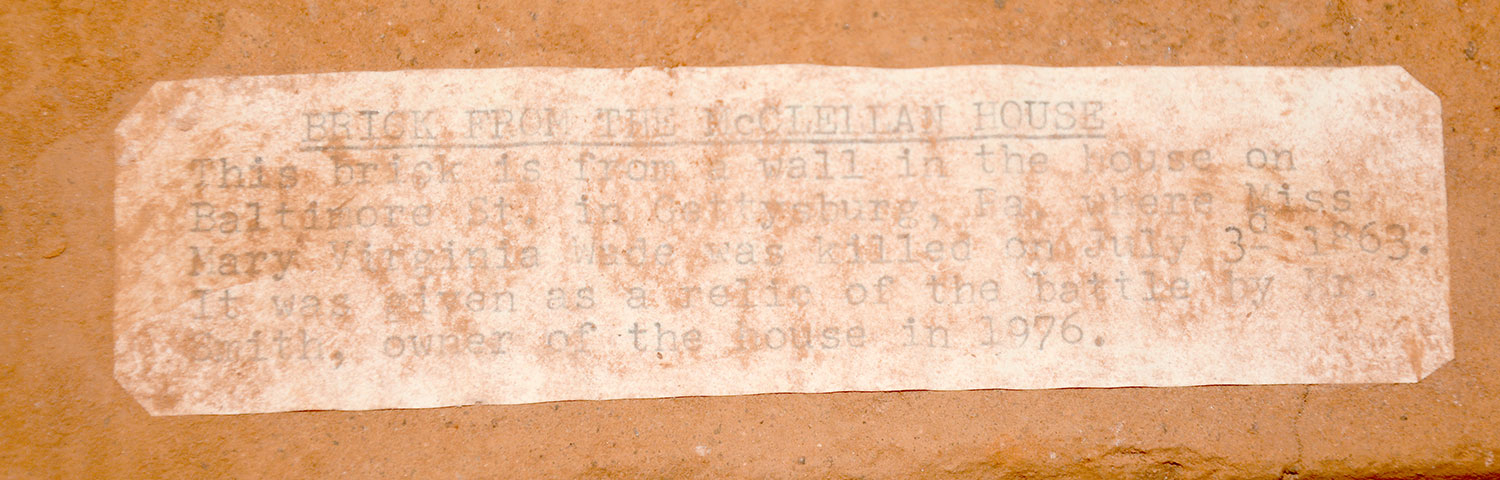 BRICK FROM THE McCLELLAN HOUSE
This brick is from a wall in the house on
Baltimore St. in Gettysburg, Pa. where Miss
Mary Virginia Wade was killed on July 3d 1863.
It was given as a relic of the battle by Mr.
Smith, owner of the house in 1976.